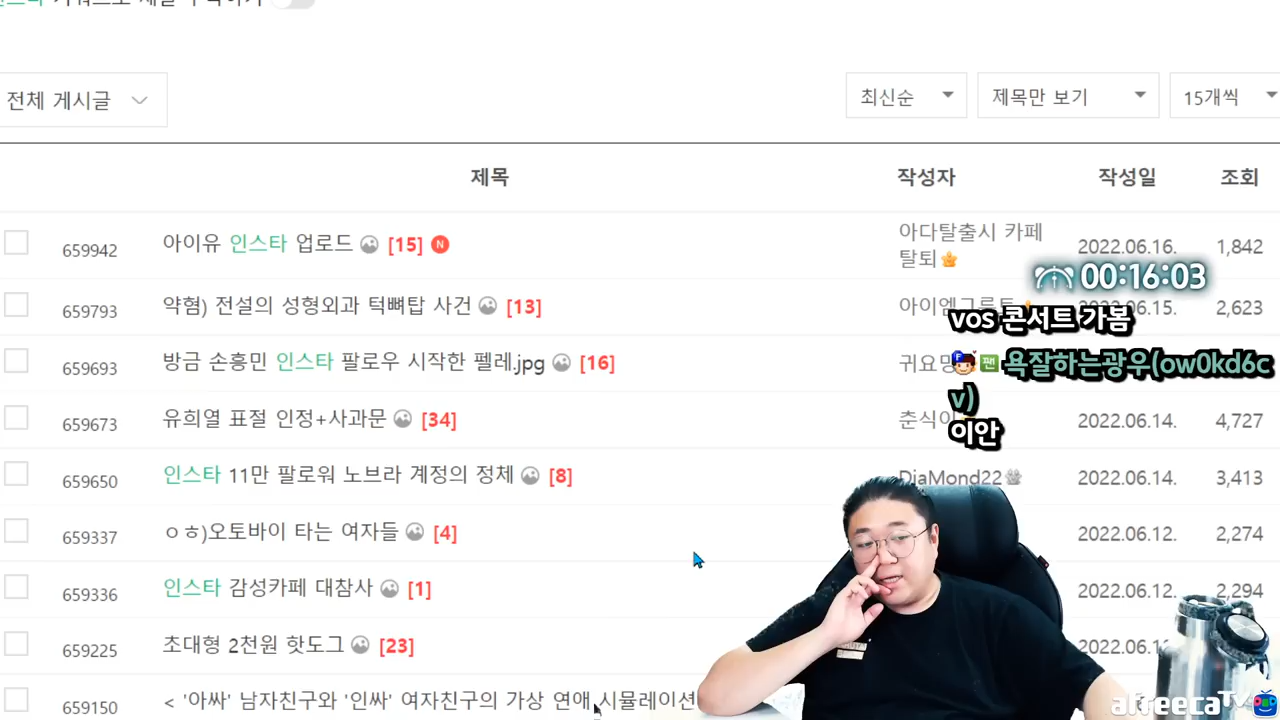 전체 게시글
최신순
제목만 보기
15개씩
제목
작성자
작성일
조회
659942
아이유 인스타 업로드 [15] N
아다탈출시 카페
탈퇴
2022.06.16.
1,842
00:16:03
659793
약혐) 전설의 성형외과 턱뼈탑 사건 [13]
2,623
vos 콘서트 가봄
659693
방금 손흥민 인스타 팔로우 시작한 펠레.jpg [16]
팬 욕잘하는광우(ow0kd6c
v)
이안
659673
유희열 표절 인정+사과문 [34]
춘식이
2022.06.14.
4,727
659650
인스타 11만 팔로워 노브라 계정의 정체 [8]
DiaMond22
2022.06.14.
3,413
659337
ㅇㅎ)오토바이 타는 여자들 [4]
2022.06.12.
2,274
659336
인스타 감성카페 대참사 [1]
2022.06.12.
2,294
659225
초대형 2천원 핫도그 [23]
659150
< '아싸' 남자친구와 '인싸' 여자친구의 가상 연애 시뮬레이션
afreecaTV